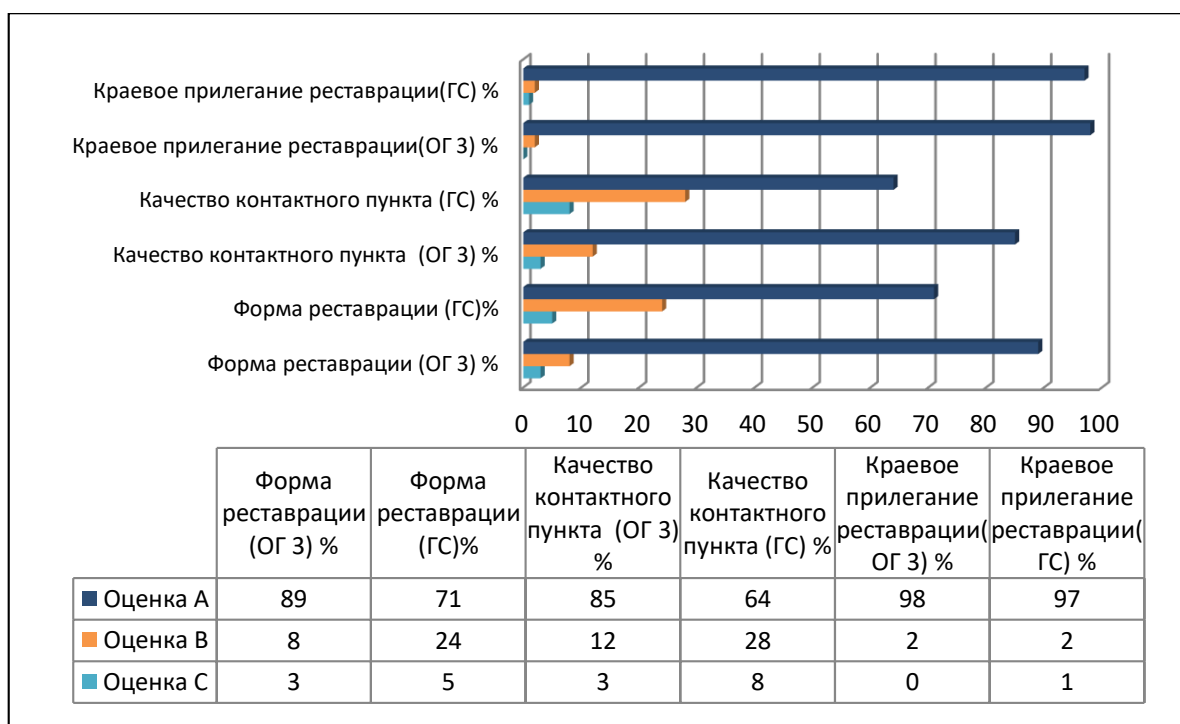 Краевое прилегание реставрации(ГС) %
Краевое прилегание реставрации(ОГ 3) %
Качество контактного пункта (ГС) %
Качество контактного пункта  (ОГ 3) %
Форма реставрации (ГС)%
Форма реставрации (ОГ 3) %
0 10 20 30 40 50 60 70 80 90 100
Форма реставрации (ОГ 3) %
Форма реставрации (ГС)%
Качество контактного пункта  (ОГ 3) %
Качество контактного пункта (ГС) %
Краевое прилегание реставрации(ОГ 3) %
Краевое прилегание реставрации(ГС) %
Оценка А 89 71 85 64 98 97
Оценка В 8 24 12 28 2 2
Оценка С 3 5 3 8 0 1